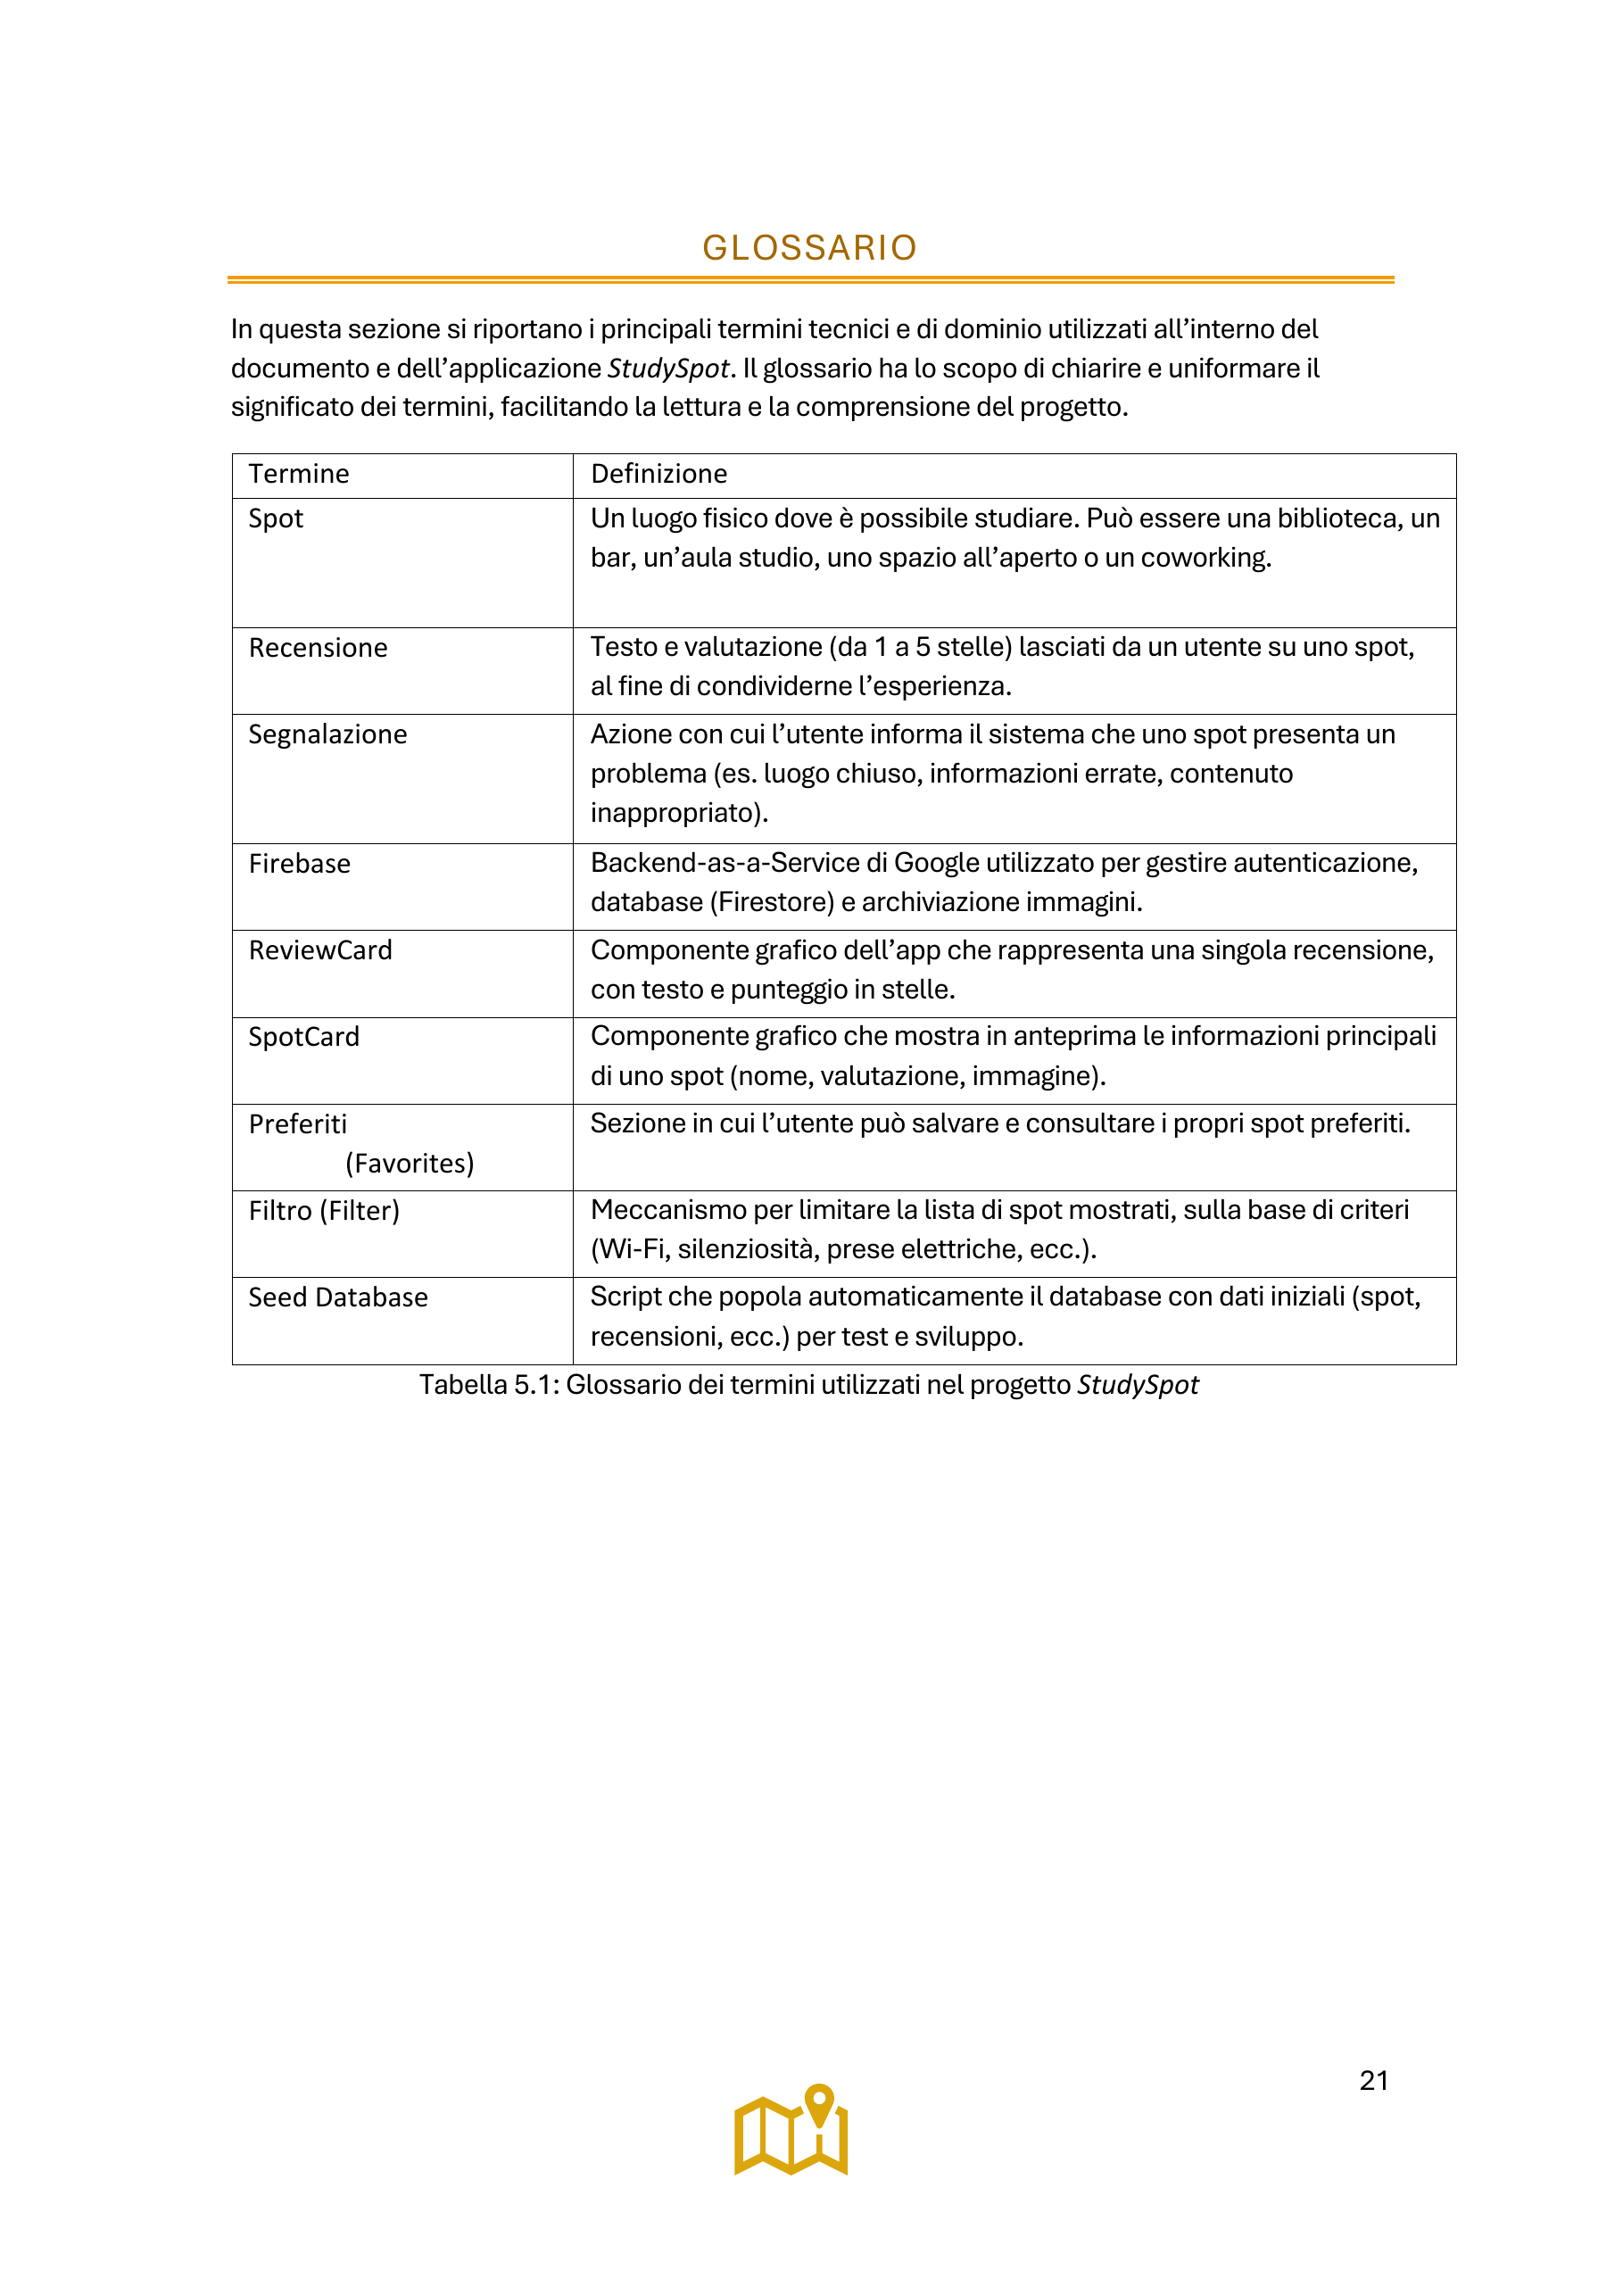 GLOSSARIO
In questa sezione si riportano i principali termini tecnici e di dominio utilizzati all’interno del
documento e dell’applicazione StudySpot. Il glossario ha lo scopo di chiarire e uniformare il
significato dei termini, facilitando la lettura e la comprensione del progetto.
Termine
Definizione
Spot
Un luogo fisico dove è possibile studiare. Può essere una biblioteca, un
bar, un’aula studio, uno spazio all’aperto o un coworking.
Recensione
Testo e valutazione (da 1 a 5 stelle) lasciati da un utente su uno spot,
al fine di condividerne l’esperienza.
Segnalazione
Azione con cui l’utente informa il sistema che uno spot presenta un
problema (es. luogo chiuso, informazioni errate, contenuto
inappropriato).
Firebase
Backend-as-a-Service di Google utilizzato per gestire autenticazione,
database (Firestore) e archiviazione immagini.
ReviewCard
Componente grafico dell’app che rappresenta una singola recensione,
con testo e punteggio in stelle.
SpotCard
Componente grafico che mostra in anteprima le informazioni principali
di uno spot (nome, valutazione, immagine).
Preferiti
(Favorites)
Sezione in cui l’utente può salvare e consultare i propri spot preferiti.
Filtro (Filter)
Meccanismo per limitare la lista di spot mostrati, sulla base di criteri
(Wi-Fi, silenziosità, prese elettriche, ecc.).
Seed Database
Script che popola automaticamente il database con dati iniziali (spot,
recensioni, ecc.) per test e sviluppo.
Tabella 5.1: Glossario dei termini utilizzati nel progetto StudySpot
21